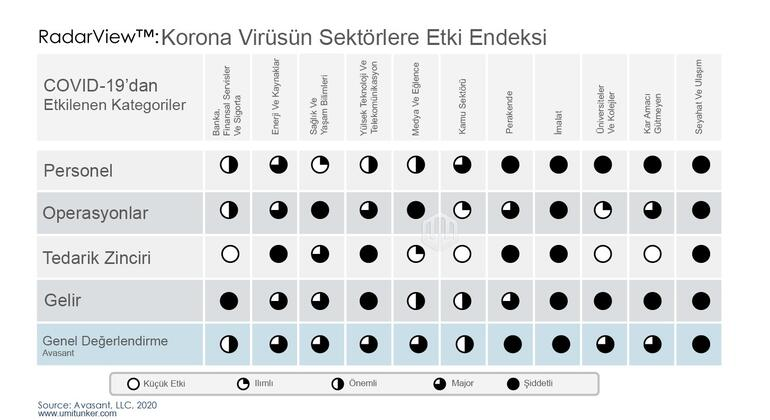 RadarView™: Korona Virüsün Sektörlere Etki Endeksi
COVID-19’dan
Etkilenen Kategoriler
Banka,
Finansal Servisler
Ve Sigorta
Enerji Ve Kaynaklar
Sağlık Ve
Yaşam Bilimleri
Yülsek Teknoloji Ve
Telekomünikasyon
Medya Ve Eğlence
Kamu Sektörü
Perakende
İmalat
Üniversiteler
Ve Kolejler
Kar Amacı
Gütmeyen
Seyahat Ve Ulaşım
Personel
Operasyonlar
Tedarik Zinciri
Gelir
Genel Değerlendirme
Avasant
Küçük Etki
Ilımlı
Önemli
Major
Şiddetli
Source: Avasant, LLC, 2020
www.umitunker.com